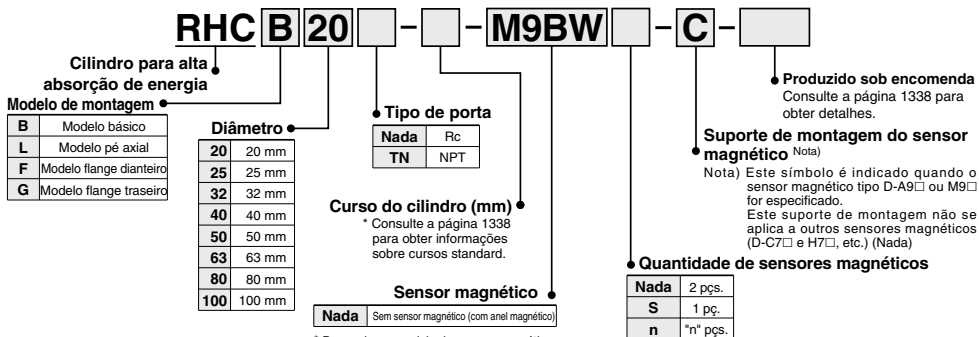 RHC B 20 – – M9BW – C –
Cilindro para alta
absorção de energia
Modelo de montagem
B Modelo básico
L Modelo pé axial
F Modelo flange dianteiro
G Modelo flange traseiro
Diâmetro
20 20 mm
25 25 mm
32 32 mm
40 40 mm
50 50 mm
63 63 mm
80 80 mm
100 100 mm
Tipo de porta
Nada Rc
TN NPT
Curso do cilindro (mm)
* Consulte a página 1338
para obter informações
sobre cursos standard.
Sensor magnético
Nada Sem sensor magnético (com anel magnético)
Produzido sob encomenda
Consulte a página 1338 para
obter detalhes.
Suporte de montagem do sensor
magnético Nota)
Nota) Este símbolo é indicado quando o
sensor magnético tipo D-A9□ ou M9□
for especificado.
Este suporte de montagem não se
aplica a outros sensores magnéticos
(D-C7□ e H7□, etc.) (Nada)
Quantidade de sensores magnéticos
Nada 2 pçs.
S 1 pç.
n "n" pçs.